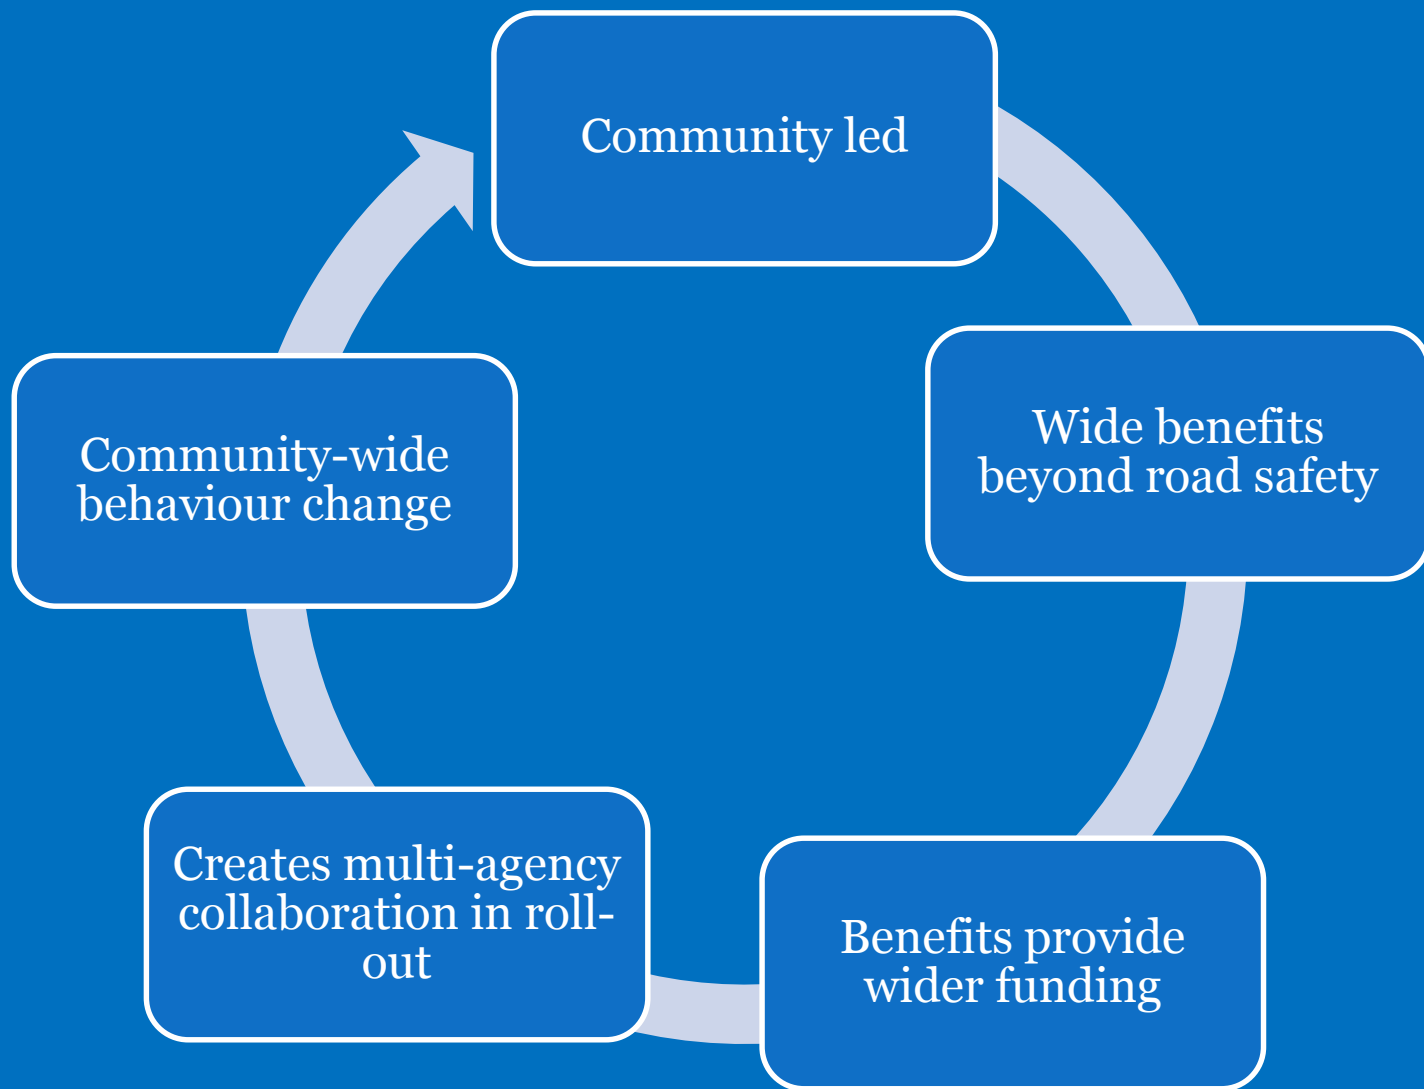 Community led
Wide benefits
beyond road safety
Benefits provide
wider funding
Creates multi-agency
collaboration in roll-
out
Community-wide
behaviour change